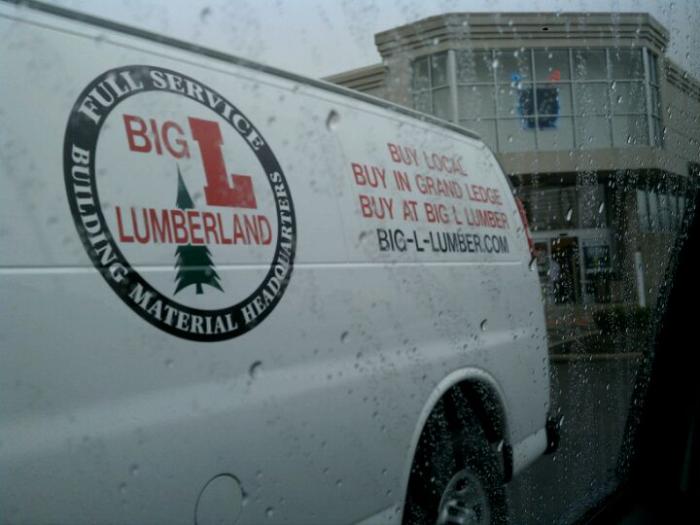 FULL SERVICE
BIG L
LUMBERLAND
BUILDING MATERIAL HEADQUARTERS
BUY LOCAL
BUY IN GRAND LEDGE
BUY AT BIG L LUMBER
BIG-L-LUMBER.COM